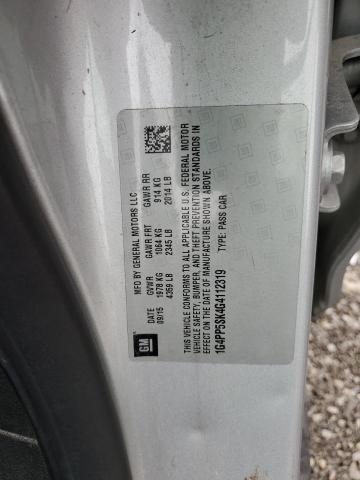 MFD BY GENERAL MOTORS LLC
DATE GVWR GAWR FRT GAWR RR
09/15 1978 KG 1064 KG 914 KG
4359 LB 2345 LB 2014 LB
THIS VEHICLE CONFORMS TO ALL APPLICABLE U.S. FEDERAL MOTOR
VEHICLE SAFETY, BUMPER, AND THEFT PREVENTION STANDARDS IN
EFFECT ON THE DATE OF MANUFACTURE SHOWN ABOVE.
1G4PP5SK4G4112319 TYPE: PASS CAR
GM